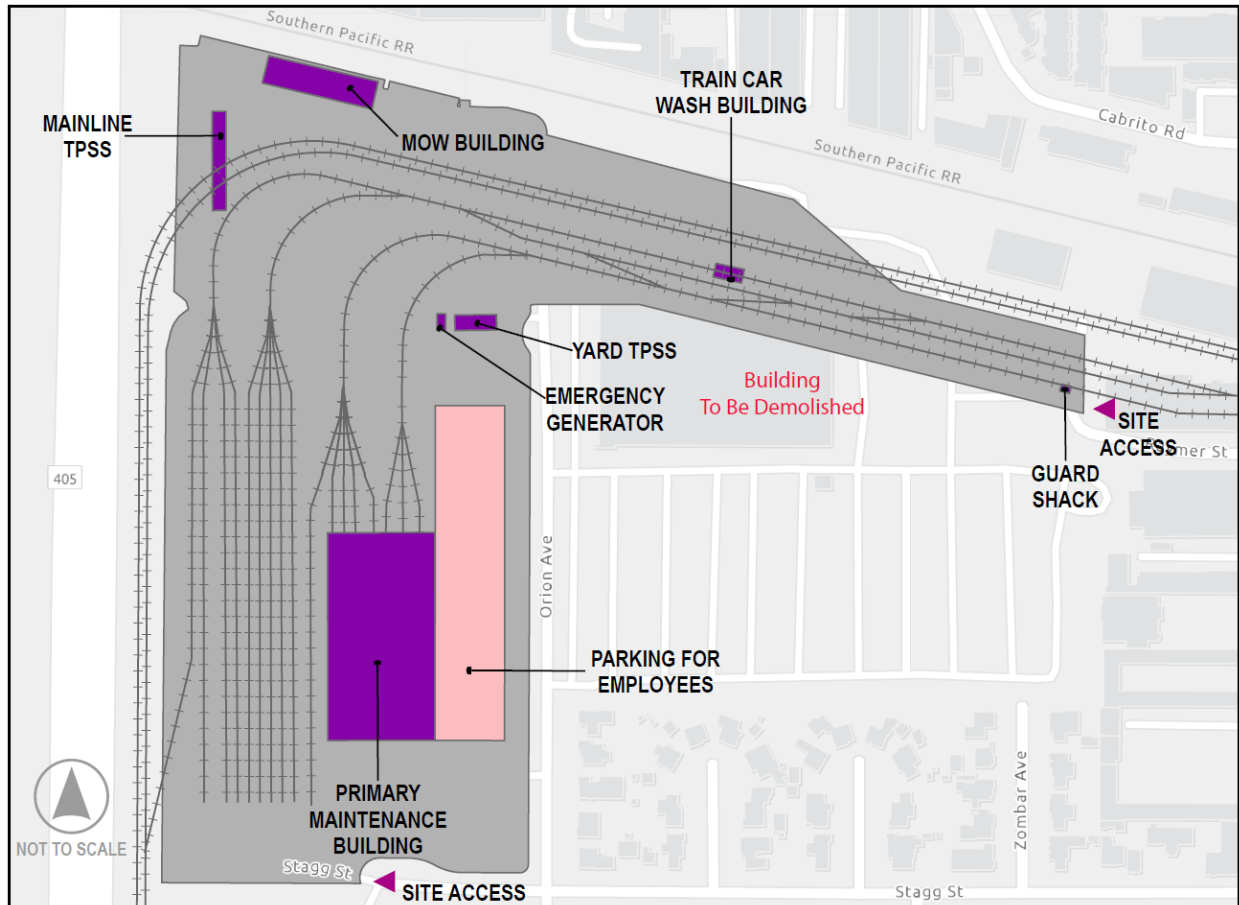 Southern Pacific RR
TRAIN CAR
WASH BUILDING
Cabrito Rd
MAINLINE
TPSS
MOW BUILDING
Southern Pacific RR
YARD TPSS
EMERGENCY
GENERATOR
Building
To Be Demolished
SITE
ACCESS
GUARD
SHACK
405
Orion Ave
PARKING FOR
EMPLOYEES
Zombar Ave
PRIMARY
MAINTENANCE
BUILDING
NOT TO SCALE
Stagg St
SITE ACCESS
Stagg St